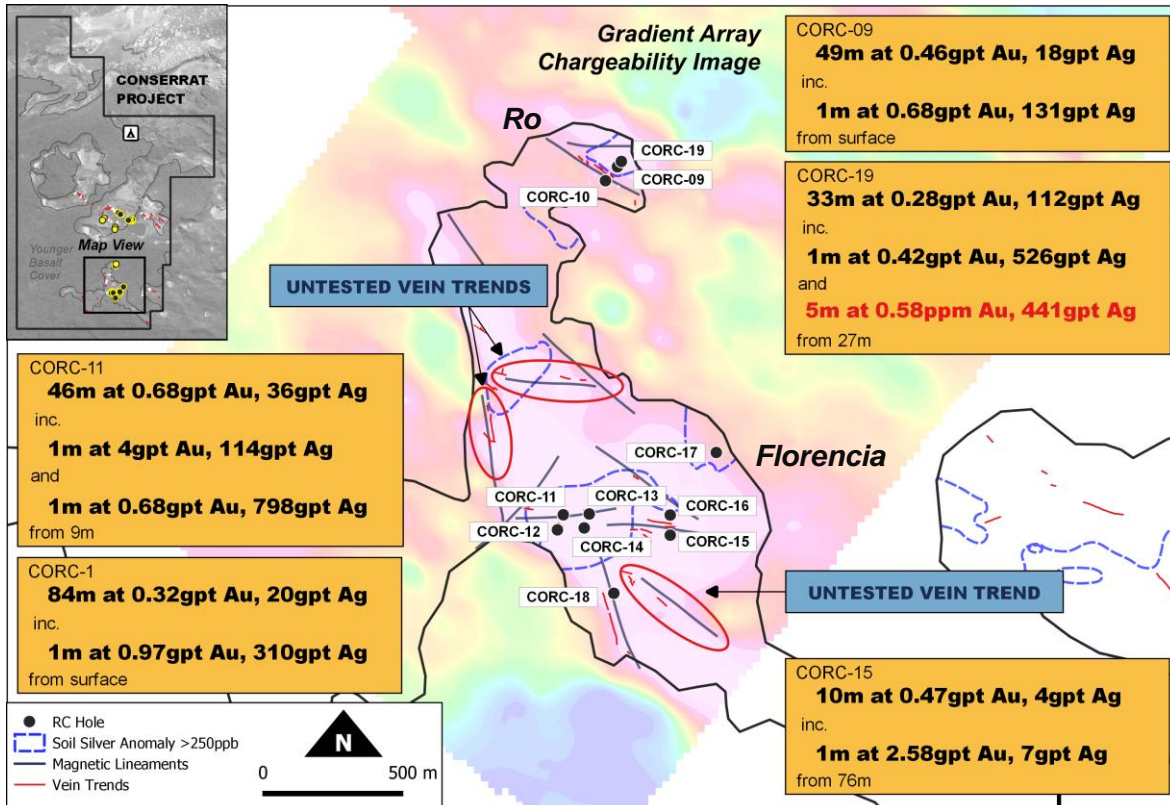 CONSERRAT
PROJECT
Younger
Basalt
Cover
Map View
Gradient Array
Chargeability Image
Ro
CORC-19
CORC-09
CORC-10
UNTESTED VEIN TRENDS
CORC-09
49m at 0.46gpt Au, 18gpt Ag
inc.
1m at 0.68gpt Au, 131gpt Ag
from surface
CORC-19
33m at 0.28gpt Au, 112gpt Ag
inc.
1m at 0.42gpt Au, 526gpt Ag
and
5m at 0.58ppm Au, 441gpt Ag
from 27m
CORC-11
46m at 0.68gpt Au, 36gpt Ag
inc.
1m at 4gpt Au, 114gpt Ag
and
1m at 0.68gpt Au, 798gpt Ag
from 9m
CORC-17
Florencia
CORC-11
CORC-13
CORC-16
CORC-12
CORC-14
CORC-15
CORC-18
UNTESTED VEIN TREND
CORC-1
84m at 0.32gpt Au, 20gpt Ag
inc.
1m at 0.97gpt Au, 310gpt Ag
from surface
CORC-15
10m at 0.47gpt Au, 4gpt Ag
inc.
1m at 2.58gpt Au, 7gpt Ag
from 76m
RC Hole
Soil Silver Anomaly >250ppb
Magnetic Lineaments
Vein Trends
N
0 500 m